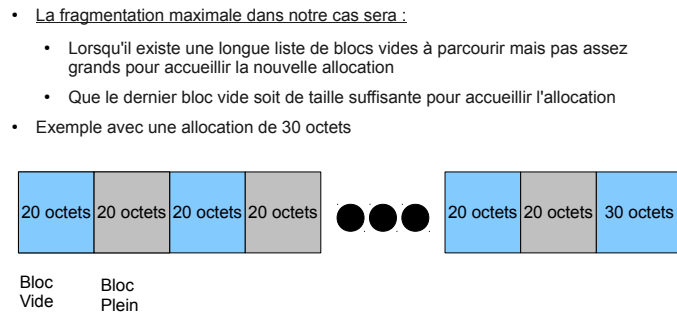 • La fragmentation maximale dans notre cas sera :
• Lorsqu'il existe une longue liste de blocs vides à parcourir mais pas assez
grands pour accueillir la nouvelle allocation
• Que le dernier bloc vide soit de taille suffisante pour accueillir l'allocation
• Exemple avec une allocation de 30 octets
20 octets 20 octets 20 octets 20 octets 20 octets 20 octets 30 octets
Bloc Bloc
Vide Plein